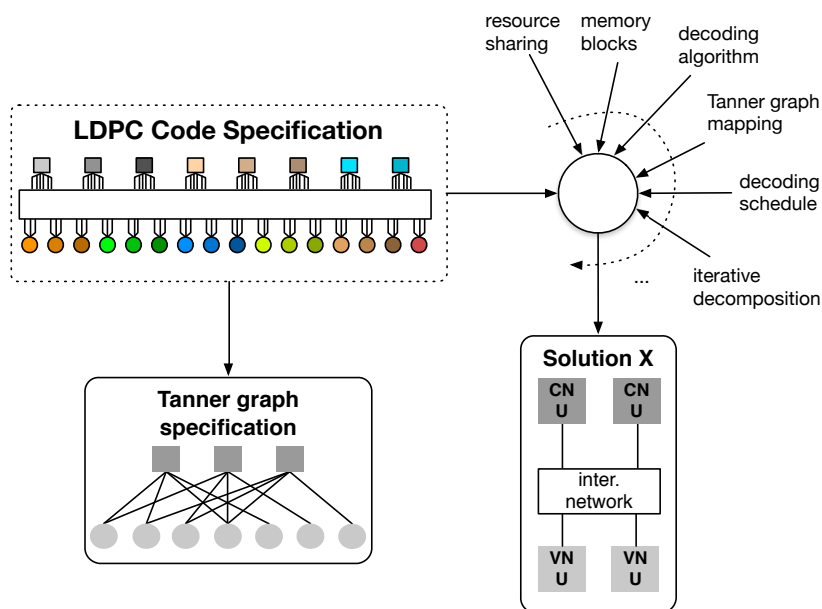 resource
sharing
memory
blocks
decoding
algorithm
Tanner graph
mapping
decoding
schedule
iterative
decomposition
...
LDPC Code Specification
Tanner graph
specification
Solution X
CN
U
CN
U
inter.
network
VN
U
VN
U